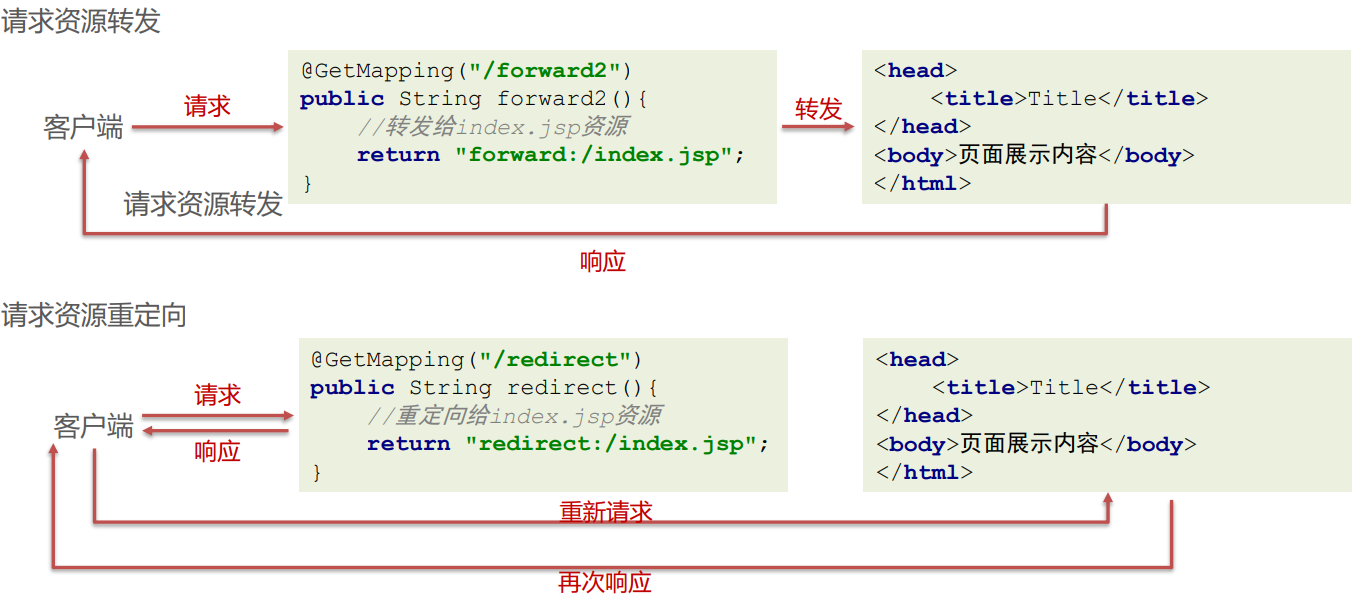 请求资源转发
@GetMapping("/forward2")
public String forward2(){
//转发给index.jsp资源
return "forward:/index.jsp";
}
请求
客户端
转发
<head>
<title>Title</title>
</head>
<body>页面展示内容</body>
</html>
请求资源转发
响应
请求资源重定向
@GetMapping("/redirect")
public String redirect(){
//重定向给index.jsp资源
return "redirect:/index.jsp";
}
请求
客户端
响应
<head>
<title>Title</title>
</head>
<body>页面展示内容</body>
</html>
重新请求
再次响应